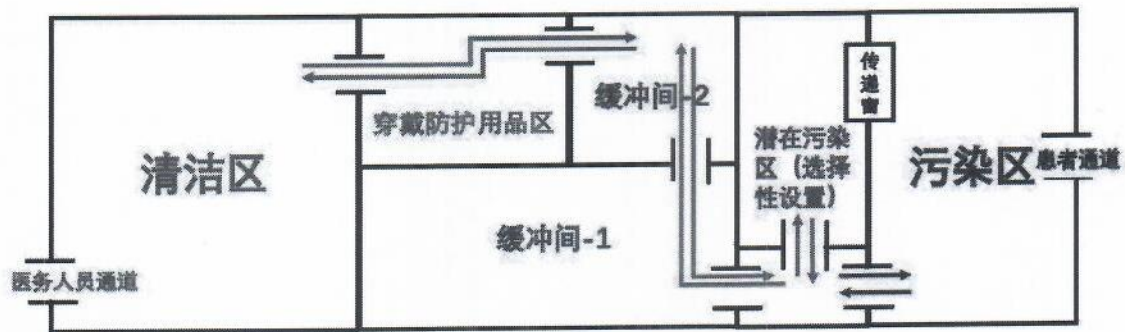 传
递
窗
缓冲间-2
穿戴防护用品区
潜在污染
区（选择
性设置）
清洁区
污染区
患者通道
缓冲间-1
医务人员通道